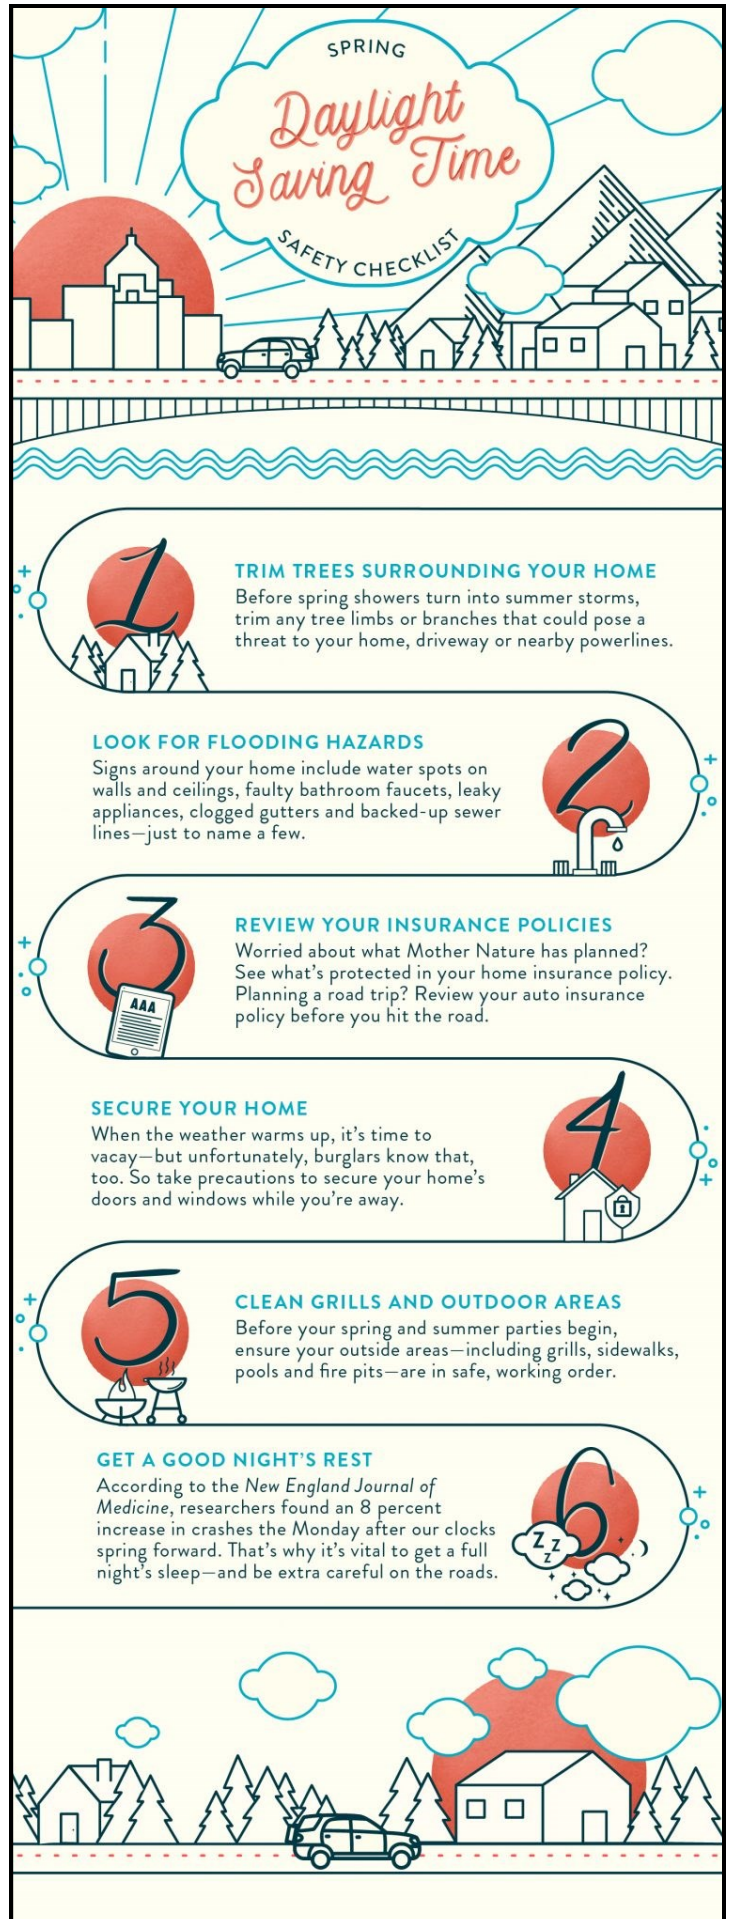 SPRING
Daylight
Saving Time
SAFETY CHECKLIST
1
TRIM TREES SURROUNDING YOUR HOME
Before spring showers turn into summer storms,
trim any tree limbs or branches that could pose a
threat to your home, driveway or nearby powerlines.
2
LOOK FOR FLOODING HAZARDS
Signs around your home include water spots on
walls and ceilings, faulty bathroom faucets, leaky
appliances, clogged gutters and backed-up sewer
lines—just to name a few.
3
AAA
REVIEW YOUR INSURANCE POLICIES
Worried about what Mother Nature has planned?
See what's protected in your home insurance policy.
Planning a road trip? Review your auto insurance
policy before you hit the road.
4
SECURE YOUR HOME
When the weather warms up, it's time to
vacay—but unfortunately, burglars know that,
too. So take precautions to secure your home's
doors and windows while you're away.
5
CLEAN GRILLS AND OUTDOOR AREAS
Before your spring and summer parties begin,
ensure your outside areas—including grills, sidewalks,
pools and fire pits—are in safe, working order.
6
GET A GOOD NIGHT'S REST
According to the New England Journal of
Medicine, researchers found an 8 percent
increase in crashes the Monday after our clocks
spring forward. That's why it's vital to get a full
night's sleep—and be extra careful on the roads.
Z Z Z